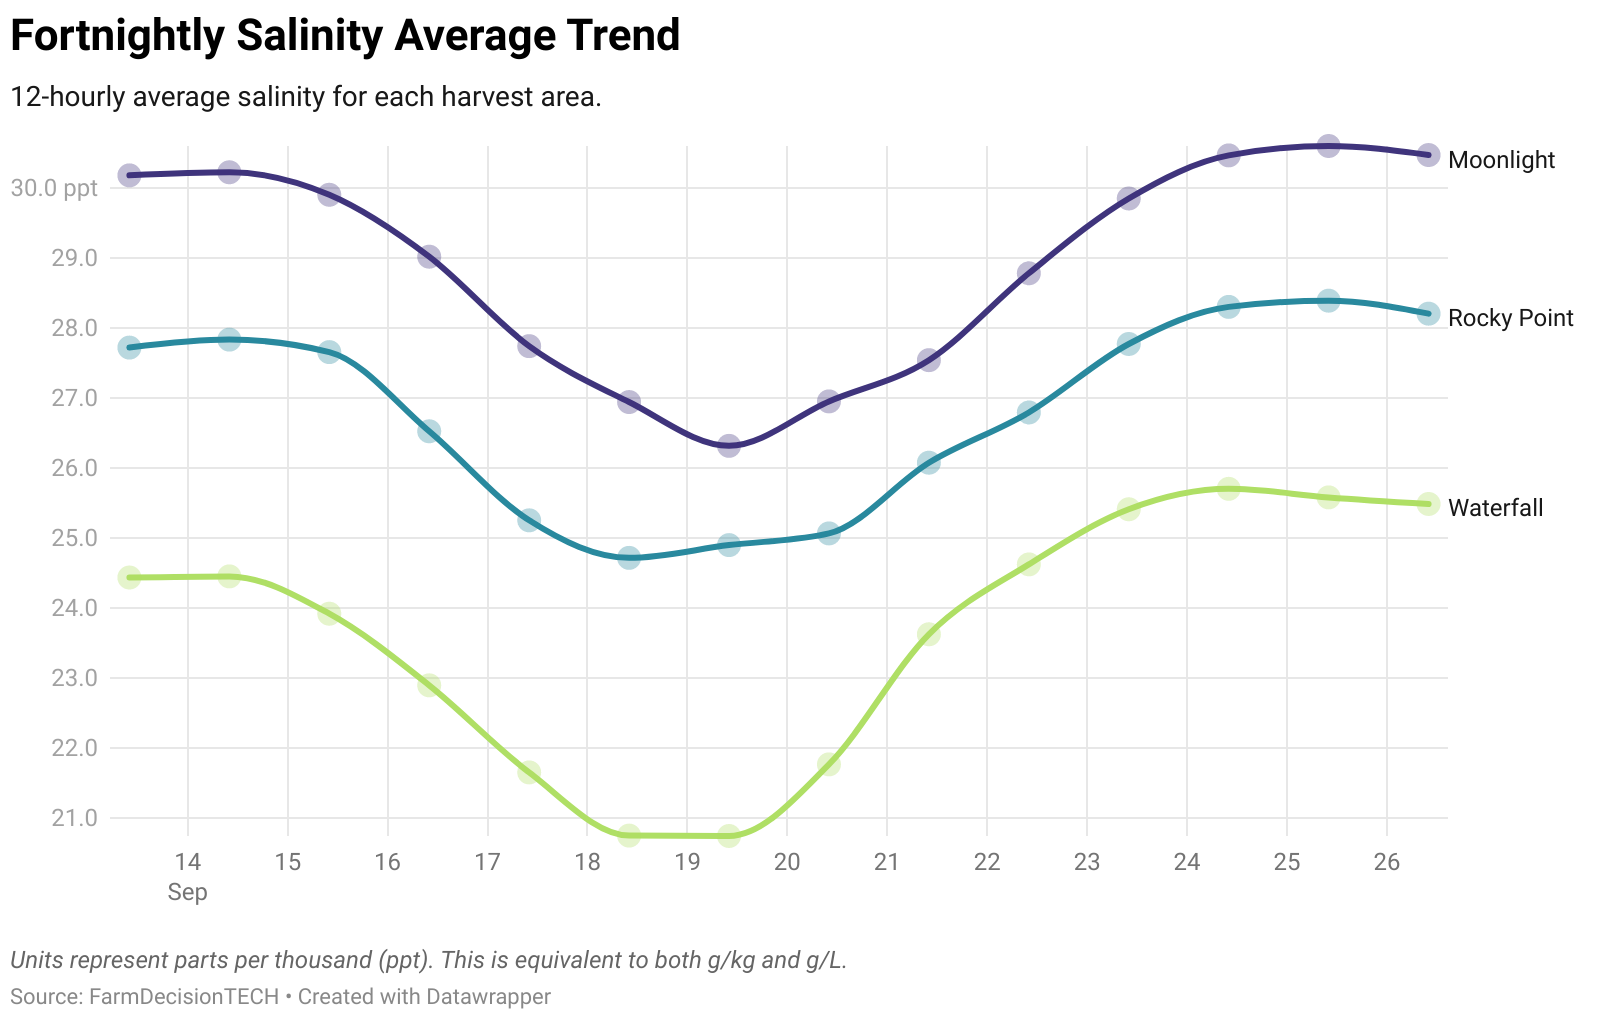 Fortnightly Salinity Average Trend
12-hourly average salinity for each harvest area.
30.0 ppt
29.0
28.0
27.0
26.0
25.0
24.0
23.0
22.0
21.0
Moonlight
Rocky Point
Waterfall
14 15 16 17 18 19 20 21 22 23 24 25 26
Sep
Units represent parts per thousand (ppt). This is equivalent to both g/kg and g/L.
Source: FarmDecisionTECH • Created with Datawrapper